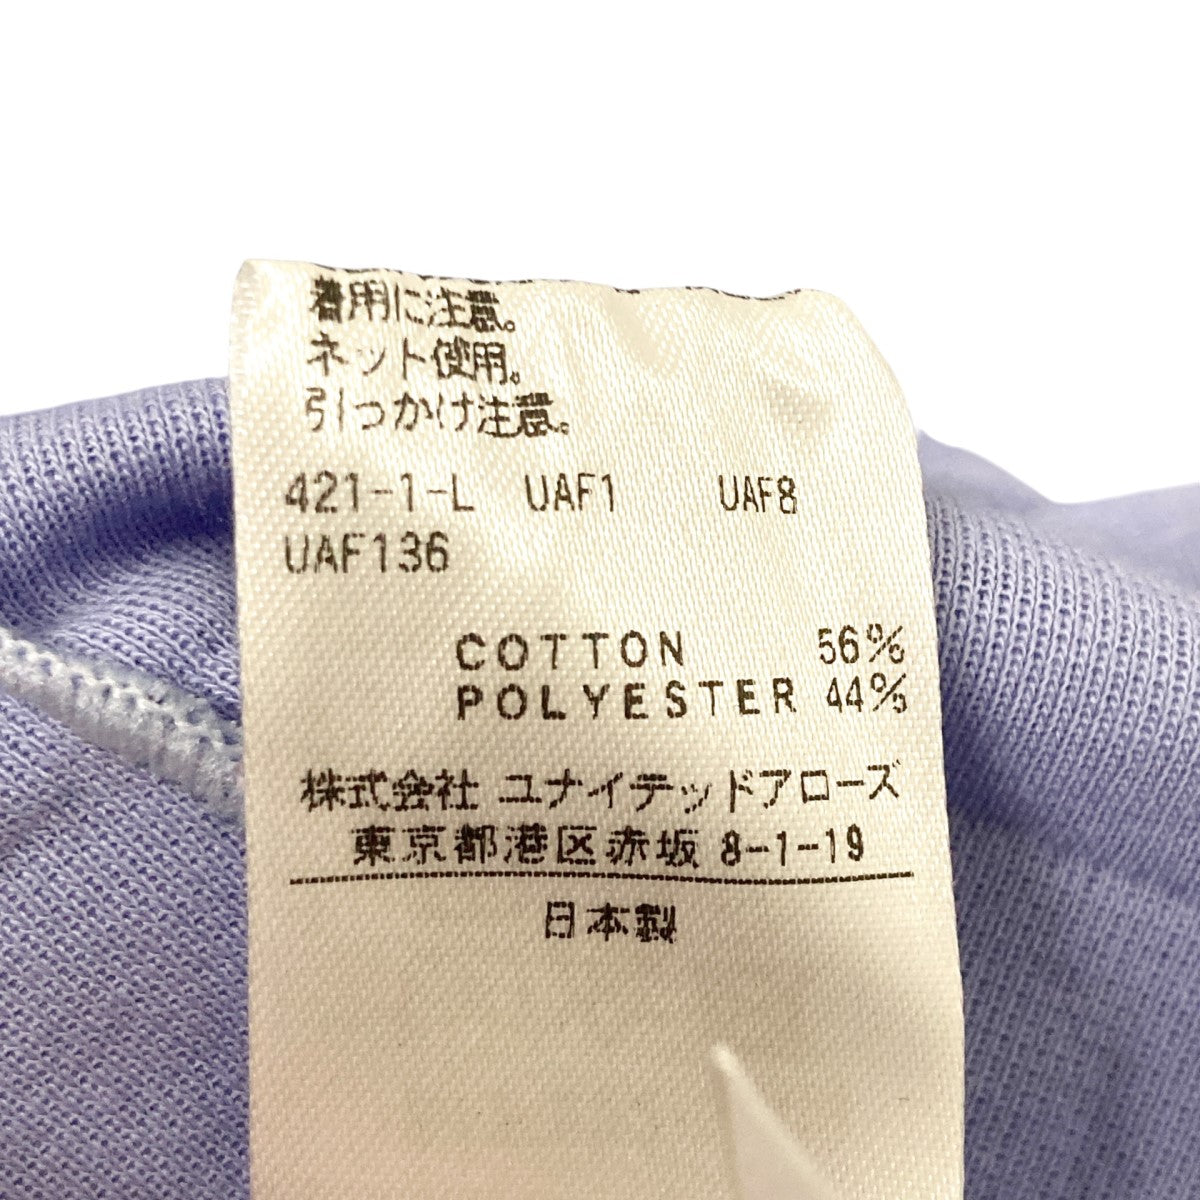 着用に注意。
ネット使用。
引っかけ注意。
421-1-L UAF1 UAF8
UAF136
COTTON 56%
POLYESTER 44%
株式会社 ユナイテッドアローズ
東京都港区赤坂 8-1-19
日本製